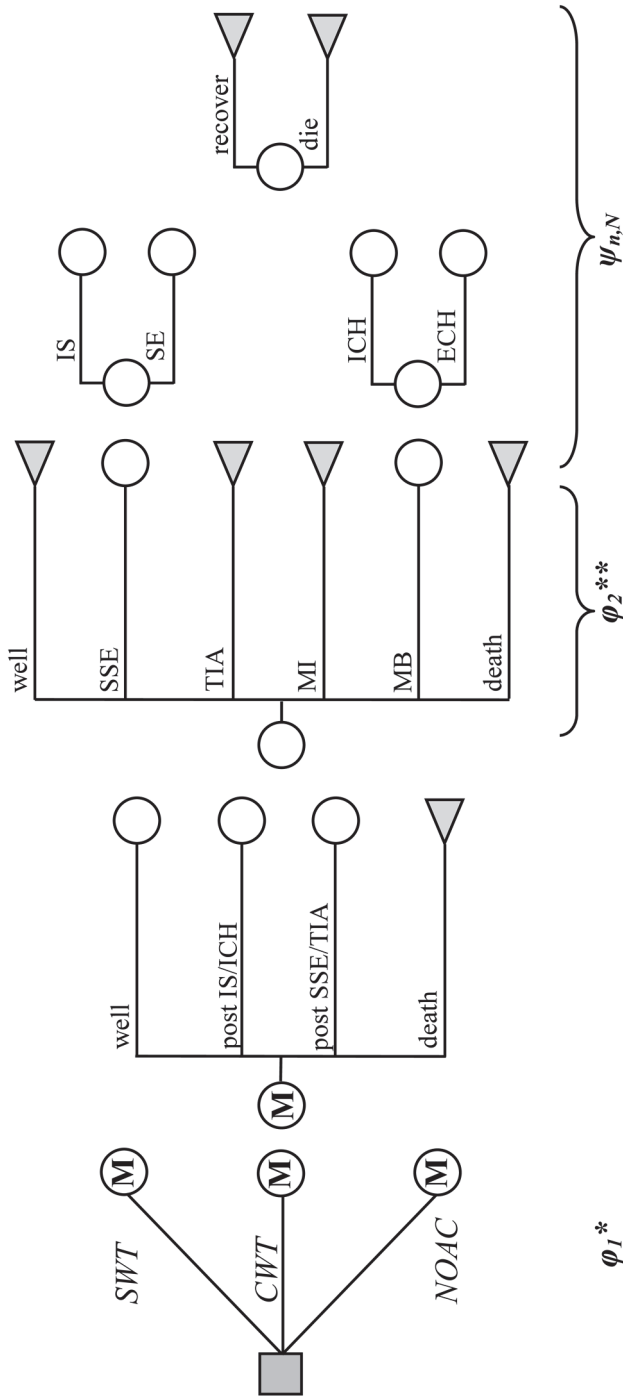 SWT
CWT
NOAC
M
M
M
M
well
post IS/ICH
post SSE/TIA
death
well
SSE
TIA
MI
MB
death
IS
SE
ICH
ECH
recover
die
φ1*
φ2**
ψn,N